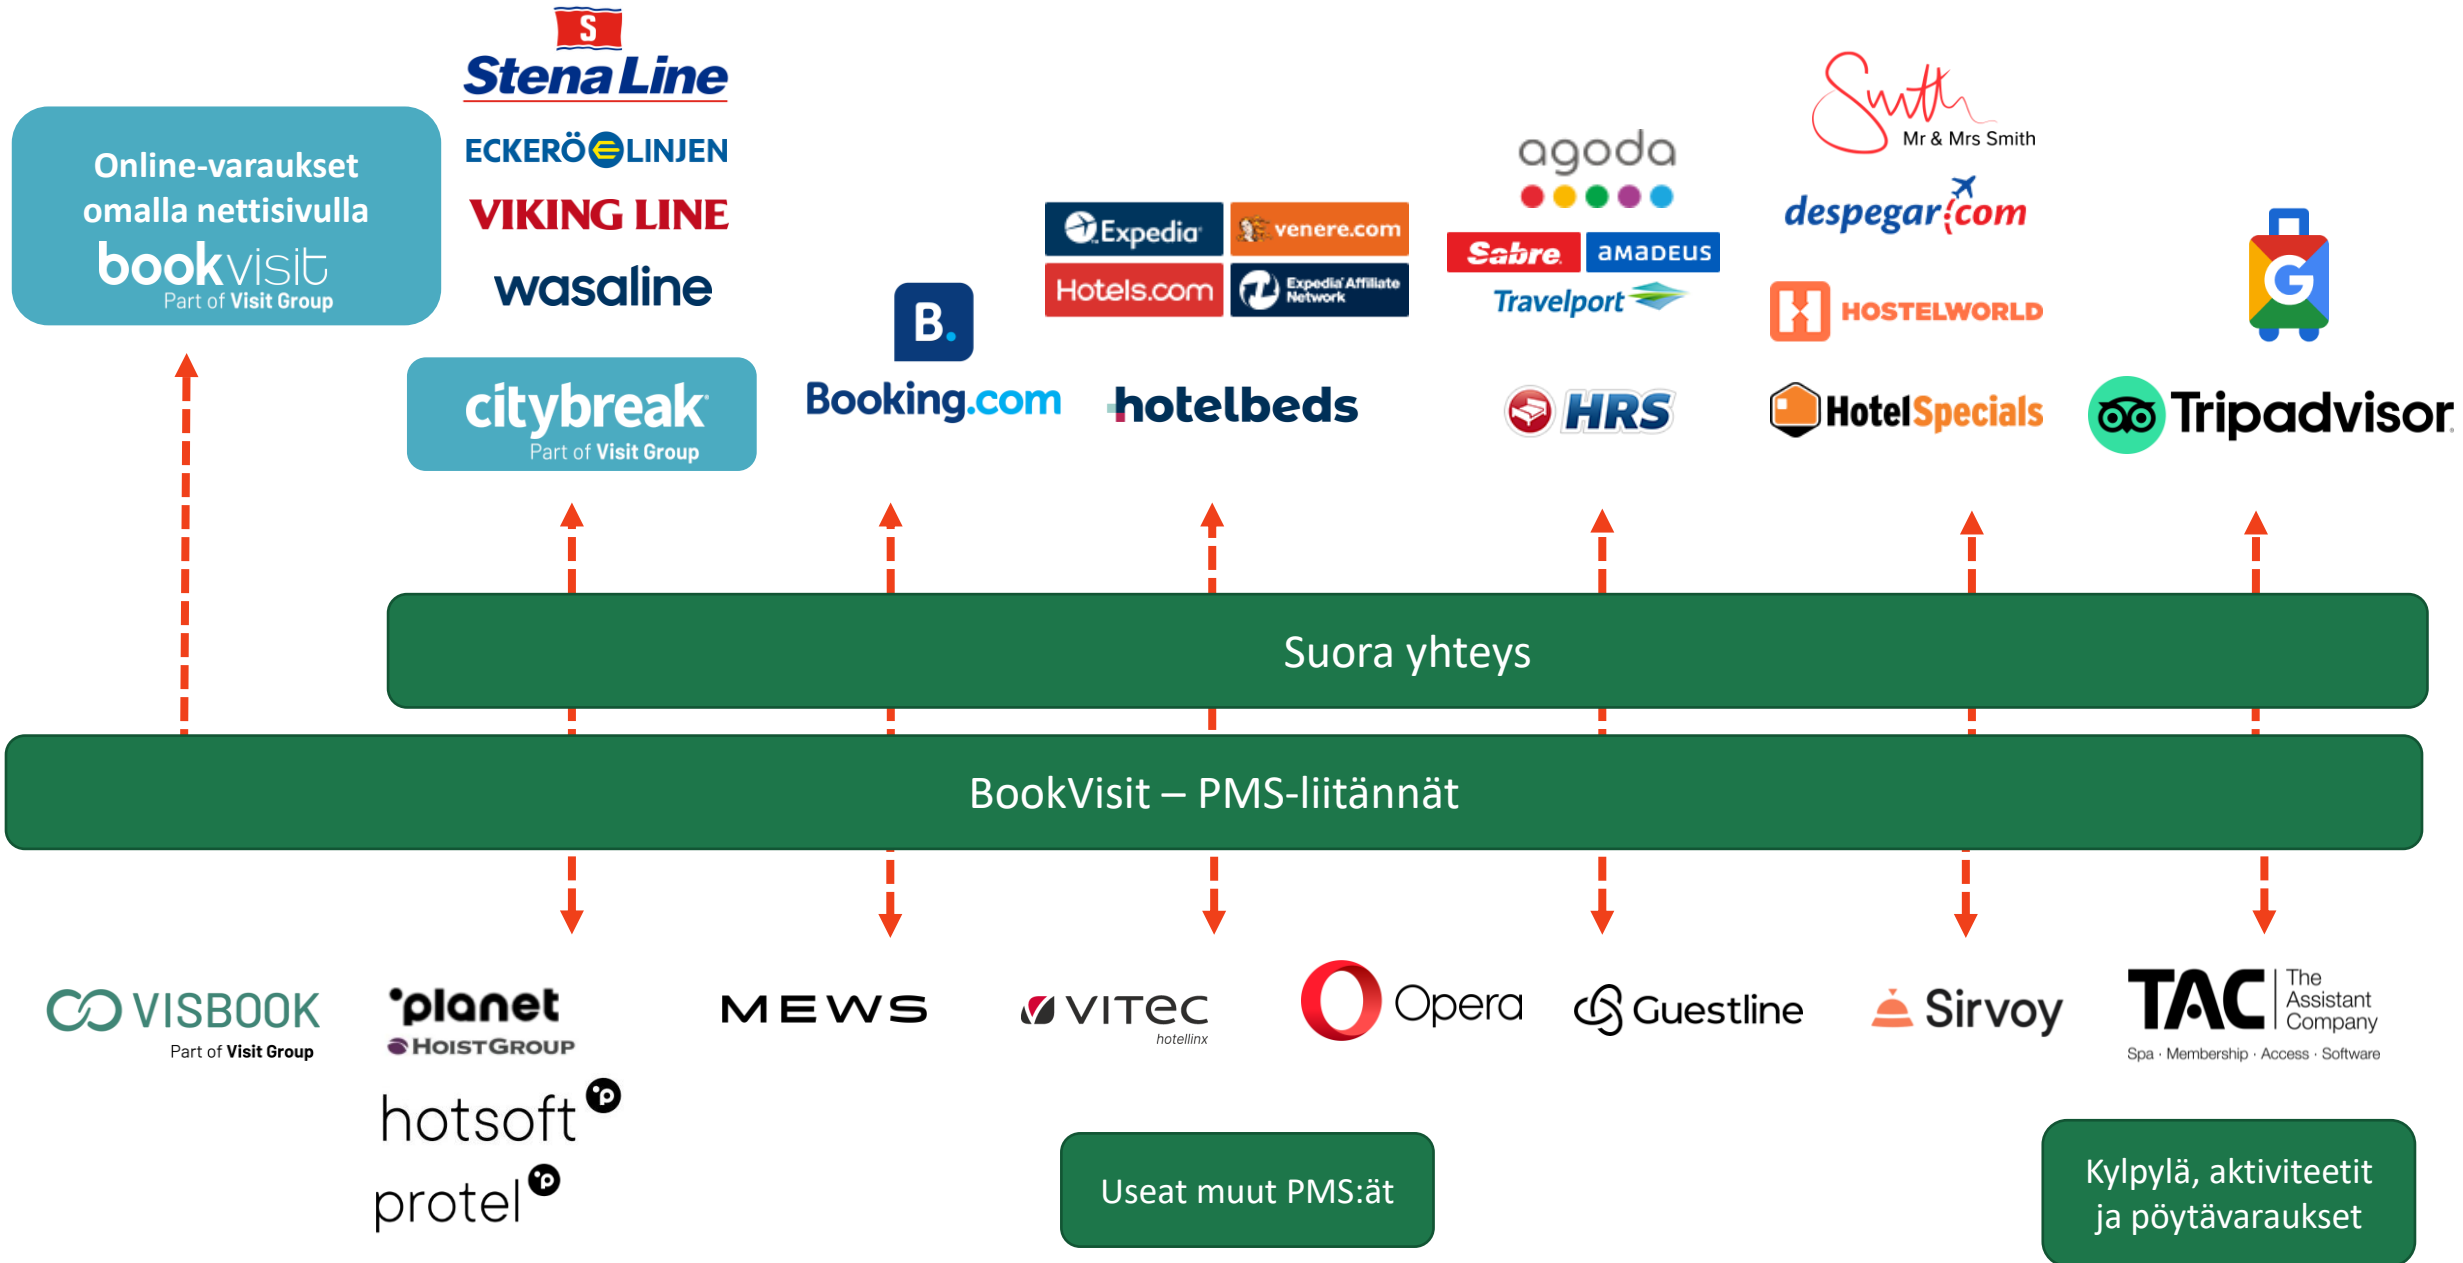 Online-varaukset
omalla nettisivulla
bookvisit
Part of Visit Group
S
Stena Line
ECKERÖ LINJEN
VIKING LINE
wasaline
citybreak
Part of Visit Group
B.
Booking.com
Expedia
venere.com
Hotels.com
Expedia Affiliate
Network
hotelbeds
agoda
Sabre
amadeus
Travelport
HRS
Smith
Mr & Mrs Smith
despegar.com
H
HOSTELWORLD
HotelSpecials
G
Tripadvisor
Suora yhteys
BookVisit – PMS-liitännät
VISBOOK
Part of Visit Group
planet
HOISTGROUP
hotsoft p
protel p
MEWS
VITEC
hotellinx
Opera
Guestline
Sirvoy
TAC
The
Assistant
Company
Spa · Membership · Access · Software
Useat muut PMS:ät
Kylpylä, aktiviteetit
ja pöytävaraukset